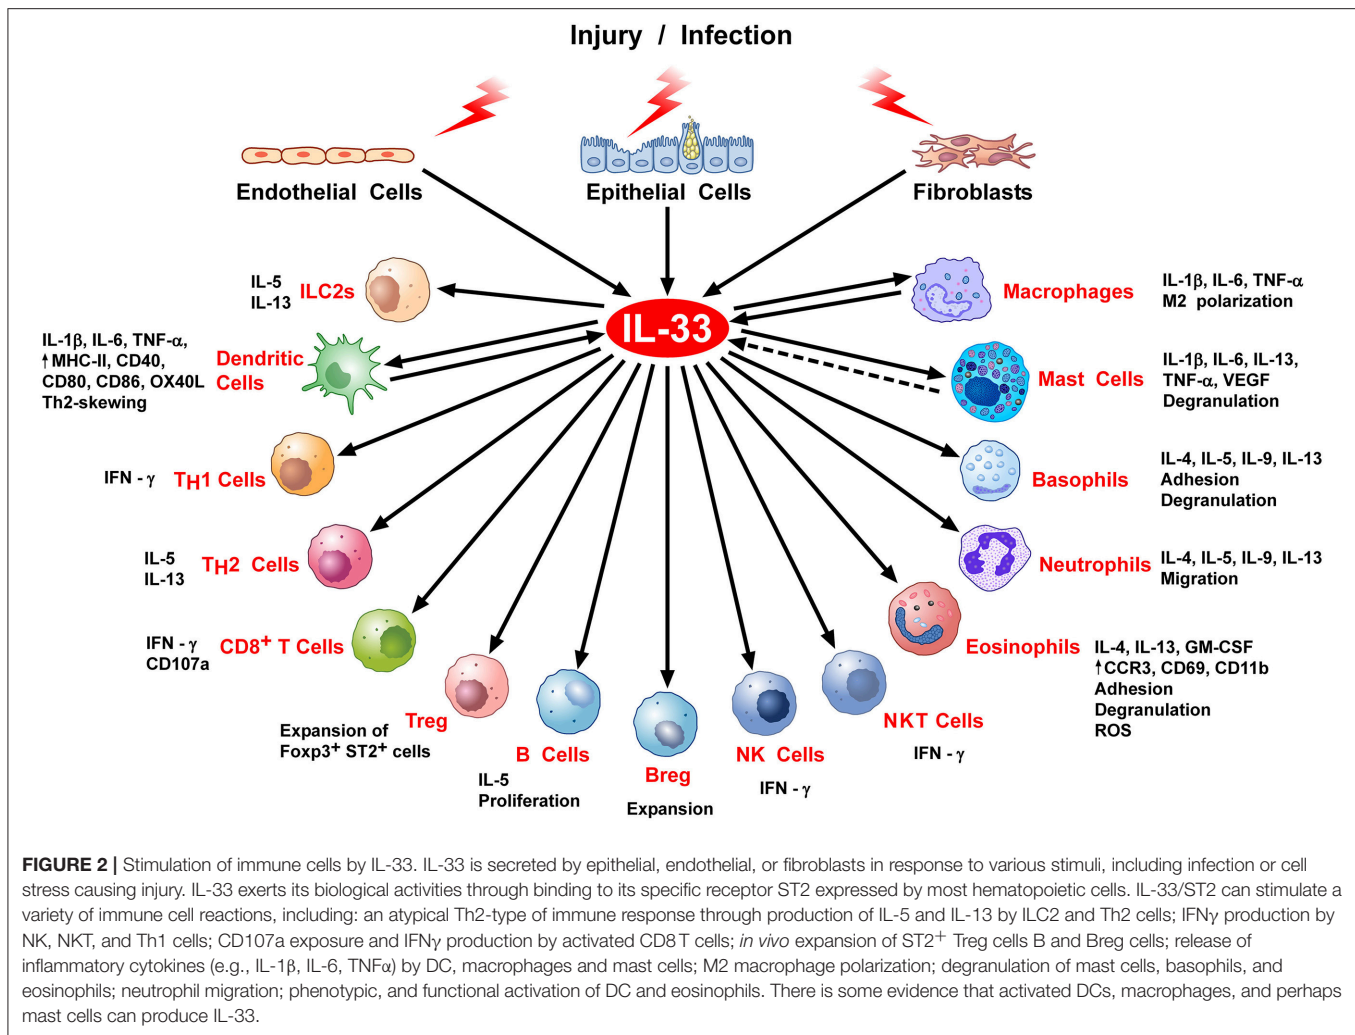 Injury / Infection
Endothelial Cells
Epithelial Cells
Fibroblasts
IL-33
IL-5
IL-13
ILC2s
IL-1β, IL-6, TNF-α,
↑MHC-II, CD40,
CD80, CD86, OX40L
Th2-skewing
Dendritic
Cells
IFN - γ
TH1 Cells
IL-5
IL-13
TH2 Cells
IFN - γ
CD107a
CD8+ T Cells
Treg
Expansion of
Foxp3+ ST2+ cells
B Cells
IL-5
Proliferation
Breg
Expansion
NK Cells
IFN - γ
NKT Cells
IFN - γ
Eosinophils
IL-4, IL-13, GM-CSF
↑CCR3, CD69, CD11b
Adhesion
Degranulation
ROS
Neutrophils
IL-4, IL-5, IL-9, IL-13
Migration
Basophils
IL-4, IL-5, IL-9, IL-13
Adhesion
Degranulation
Mast Cells
IL-1β, IL-6, IL-13,
TNF-α, VEGF
Degranulation
Macrophages
IL-1β, IL-6, TNF-α
M2 polarization
FIGURE 2 | Stimulation of immune cells by IL-33. IL-33 is secreted by epithelial, endothelial, or fibroblasts in response to various stimuli, including infection or cell
stress causing injury. IL-33 exerts its biological activities through binding to its specific receptor ST2 expressed by most hematopoietic cells. IL-33/ST2 can stimulate a
variety of immune cell reactions, including: an atypical Th2-type of immune response through production of IL-5 and IL-13 by ILC2 and Th2 cells; IFNγ production by
NK, NKT, and Th1 cells; CD107a exposure and IFNγ production by activated CD8 T cells; in vivo expansion of ST2+ Treg cells B and Breg cells; release of
inflammatory cytokines (e.g., IL-1β, IL-6, TNFα) by DC, macrophages and mast cells; M2 macrophage polarization; degranulation of mast cells, basophils, and
eosinophils; neutrophil migration; phenotypic, and functional activation of DC and eosinophils. There is some evidence that activated DCs, macrophages, and perhaps
mast cells can produce IL-33.